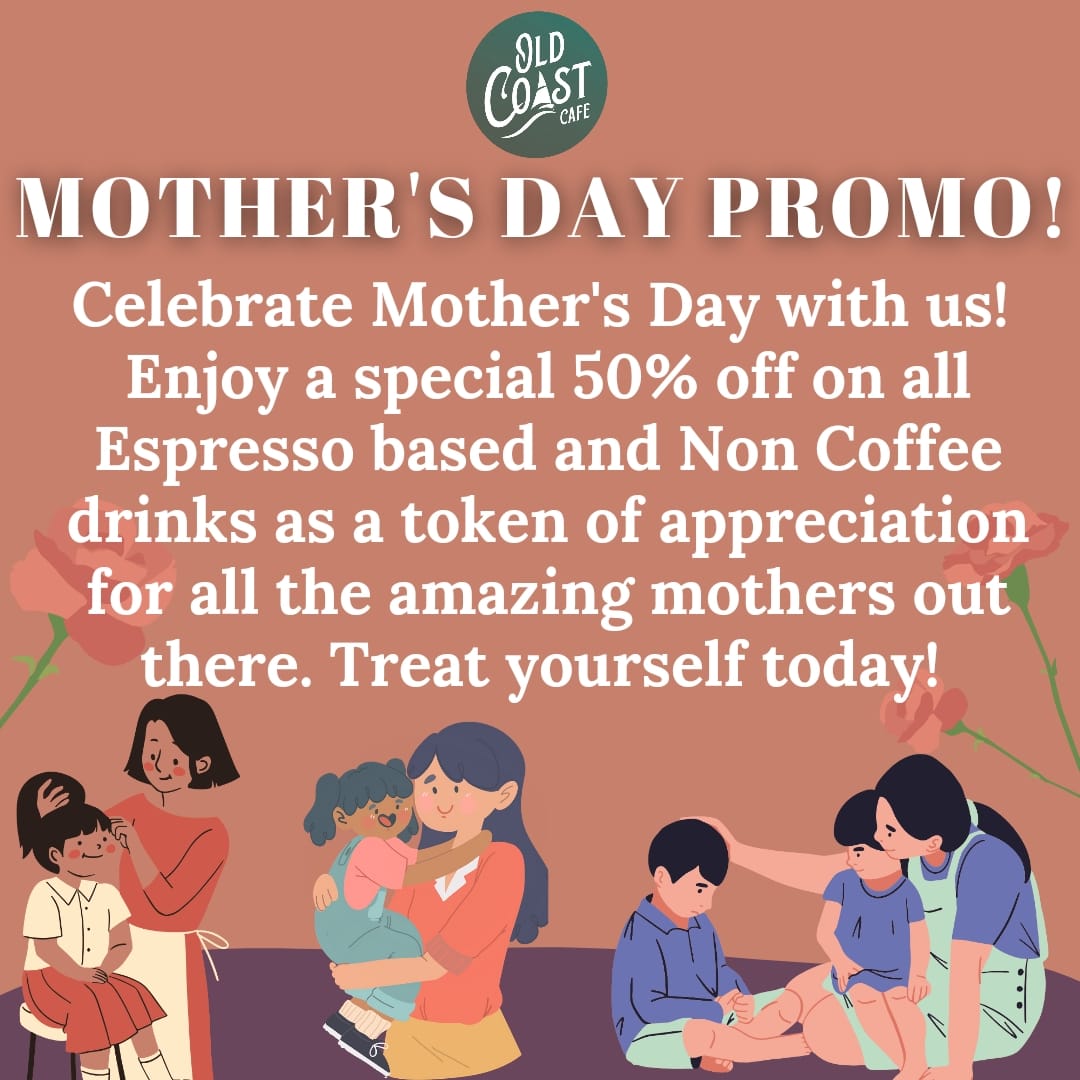 OLD
COAST
CAFE
MOTHER'S DAY PROMO!
Celebrate Mother's Day with us!
Enjoy a special 50% off on all
Espresso based and Non Coffee
drinks as a token of appreciation
for all the amazing mothers out
there. Treat yourself today!